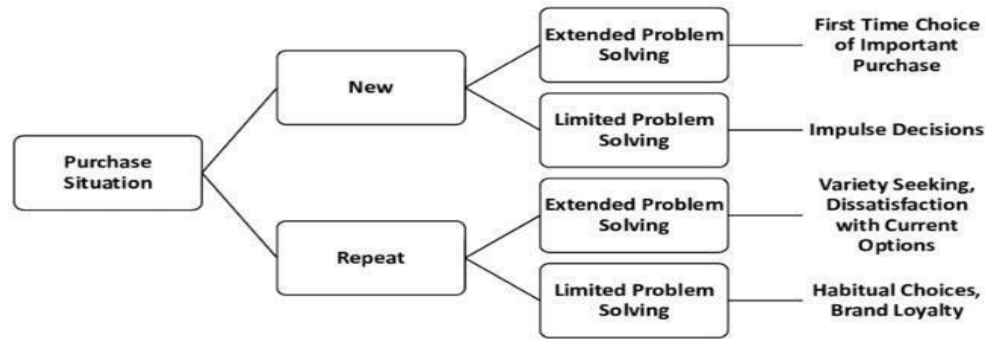 Purchase
Situation
New
Repeat
Extended Problem
Solving
Limited Problem
Solving
Extended Problem
Solving
Limited Problem
Solving
First Time Choice
of Important
Purchase
Impulse Decisions
Variety Seeking,
Dissatisfaction
with Current
Options
Habitual Choices,
Brand Loyalty